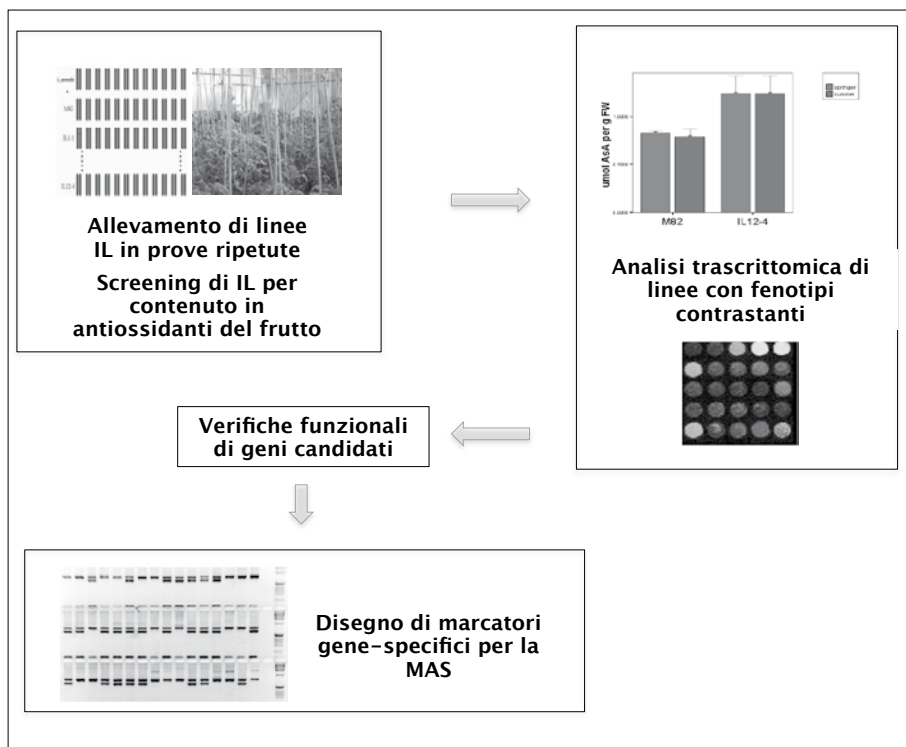 M82
Allevamento di linee
IL in prove ripetute
Screening di IL per
contenuto in
antiossidanti del frutto
umol AsA per g FW
M82
IL12-4
Analisi trascrittomica di
linee con fenotipi
contrastanti
Verifiche funzionali
di geni candidati
Disegno di marcatori
gene-specifici per la
MAS